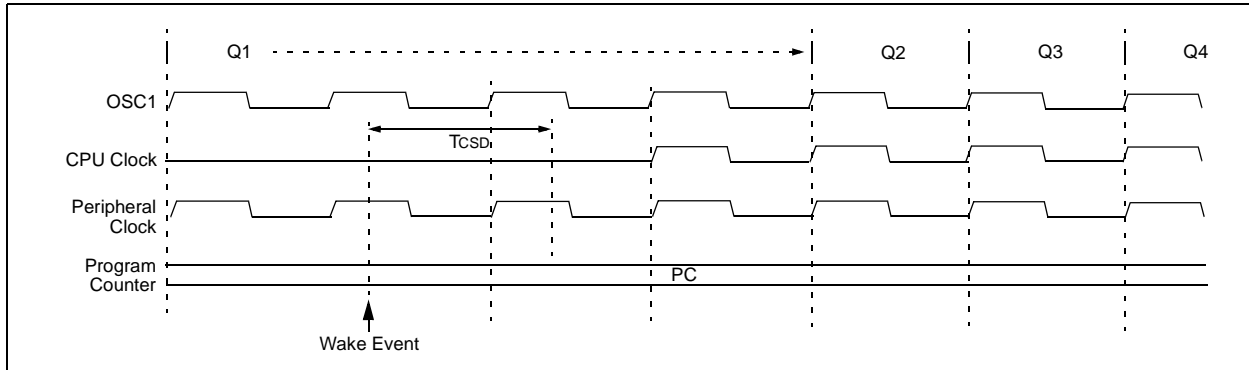 Q1 Q2 Q3 Q4
OSC1
TCSD
CPU Clock
Peripheral
Clock
Program
Counter
PC
Wake Event